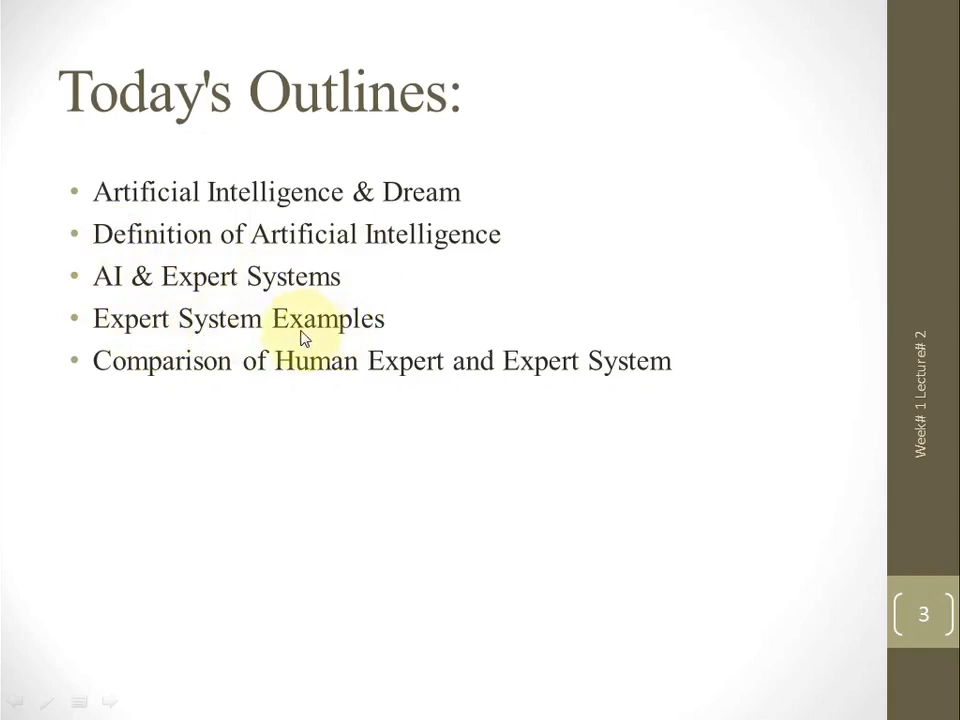 Today's Outlines:
• Artificial Intelligence & Dream
• Definition of Artificial Intelligence
• AI & Expert Systems
• Expert System Examples
• Comparison of Human Expert and Expert System
Week# 1 Lecture# 2
3